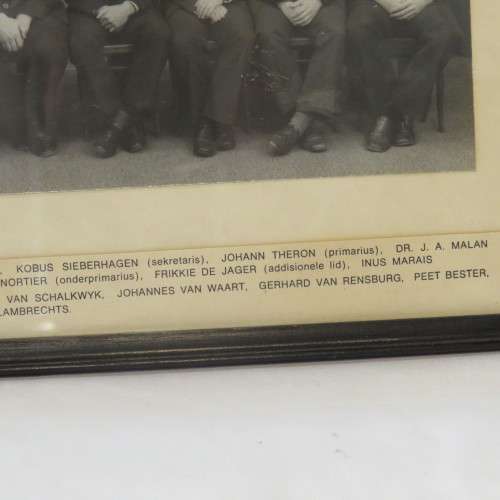 KOBUS SIEBERHAGEN (sekretaris), JOHANN THERON (primarius), DR. J. A. MALAN
NORTIER (onderprimarius), FRIKKIE DE JAGER (addisionele lid), INUS MARAIS
VAN SCHALKWYK, JOHANNES VAN WAART, GERHARD VAN RENSBURG, PEET BESTER,
LAMBRECHTS.